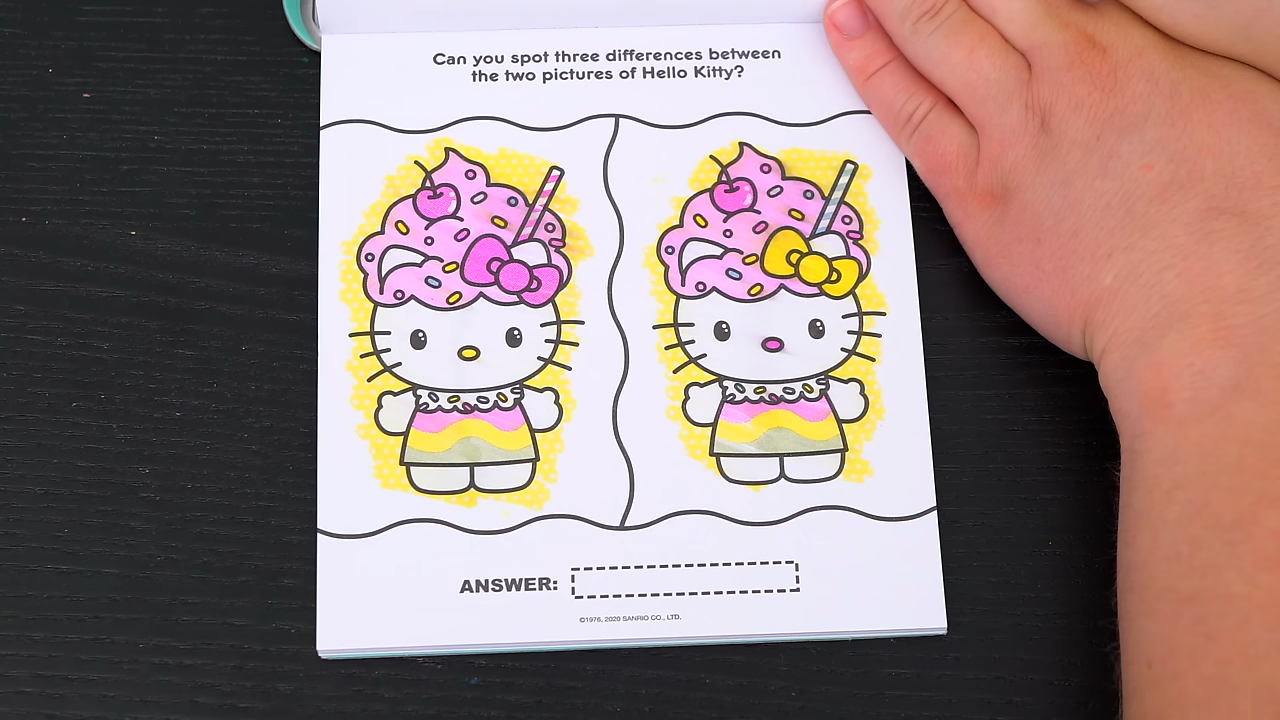 Can you spot three differences between
the two pictures of Hello Kitty?
ANSWER:
©1976, 2020 SANRIO CO., LTD.